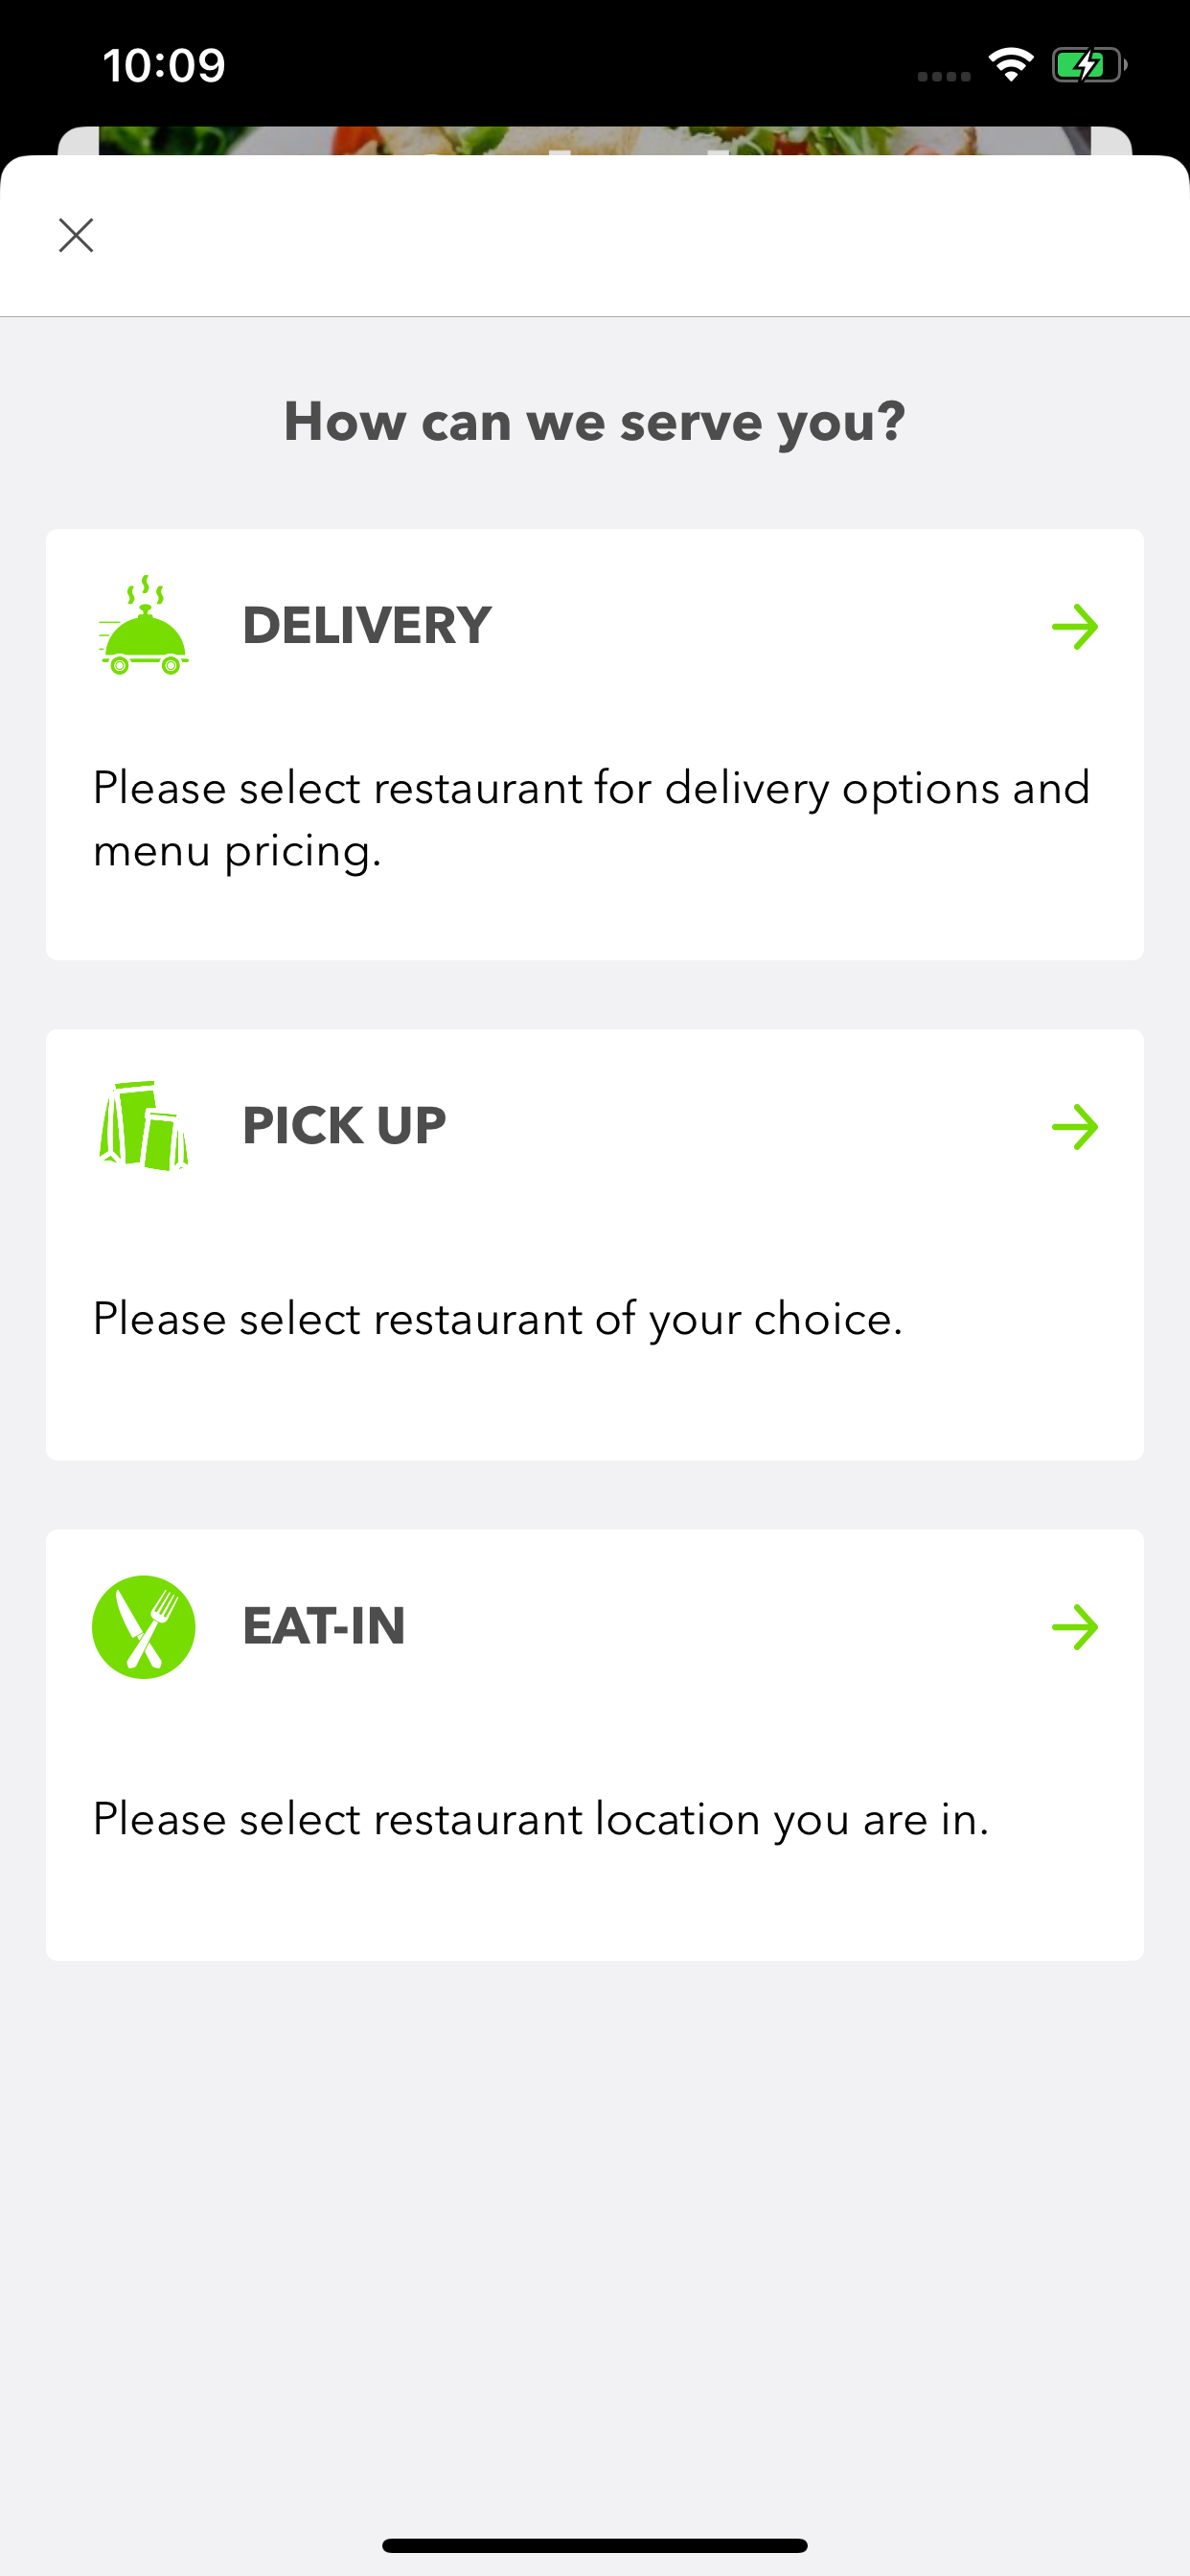 10:09
How can we serve you?
DELIVERY
Please select restaurant for delivery options and
menu pricing.
PICK UP
Please select restaurant of your choice.
EAT-IN
Please select restaurant location you are in.